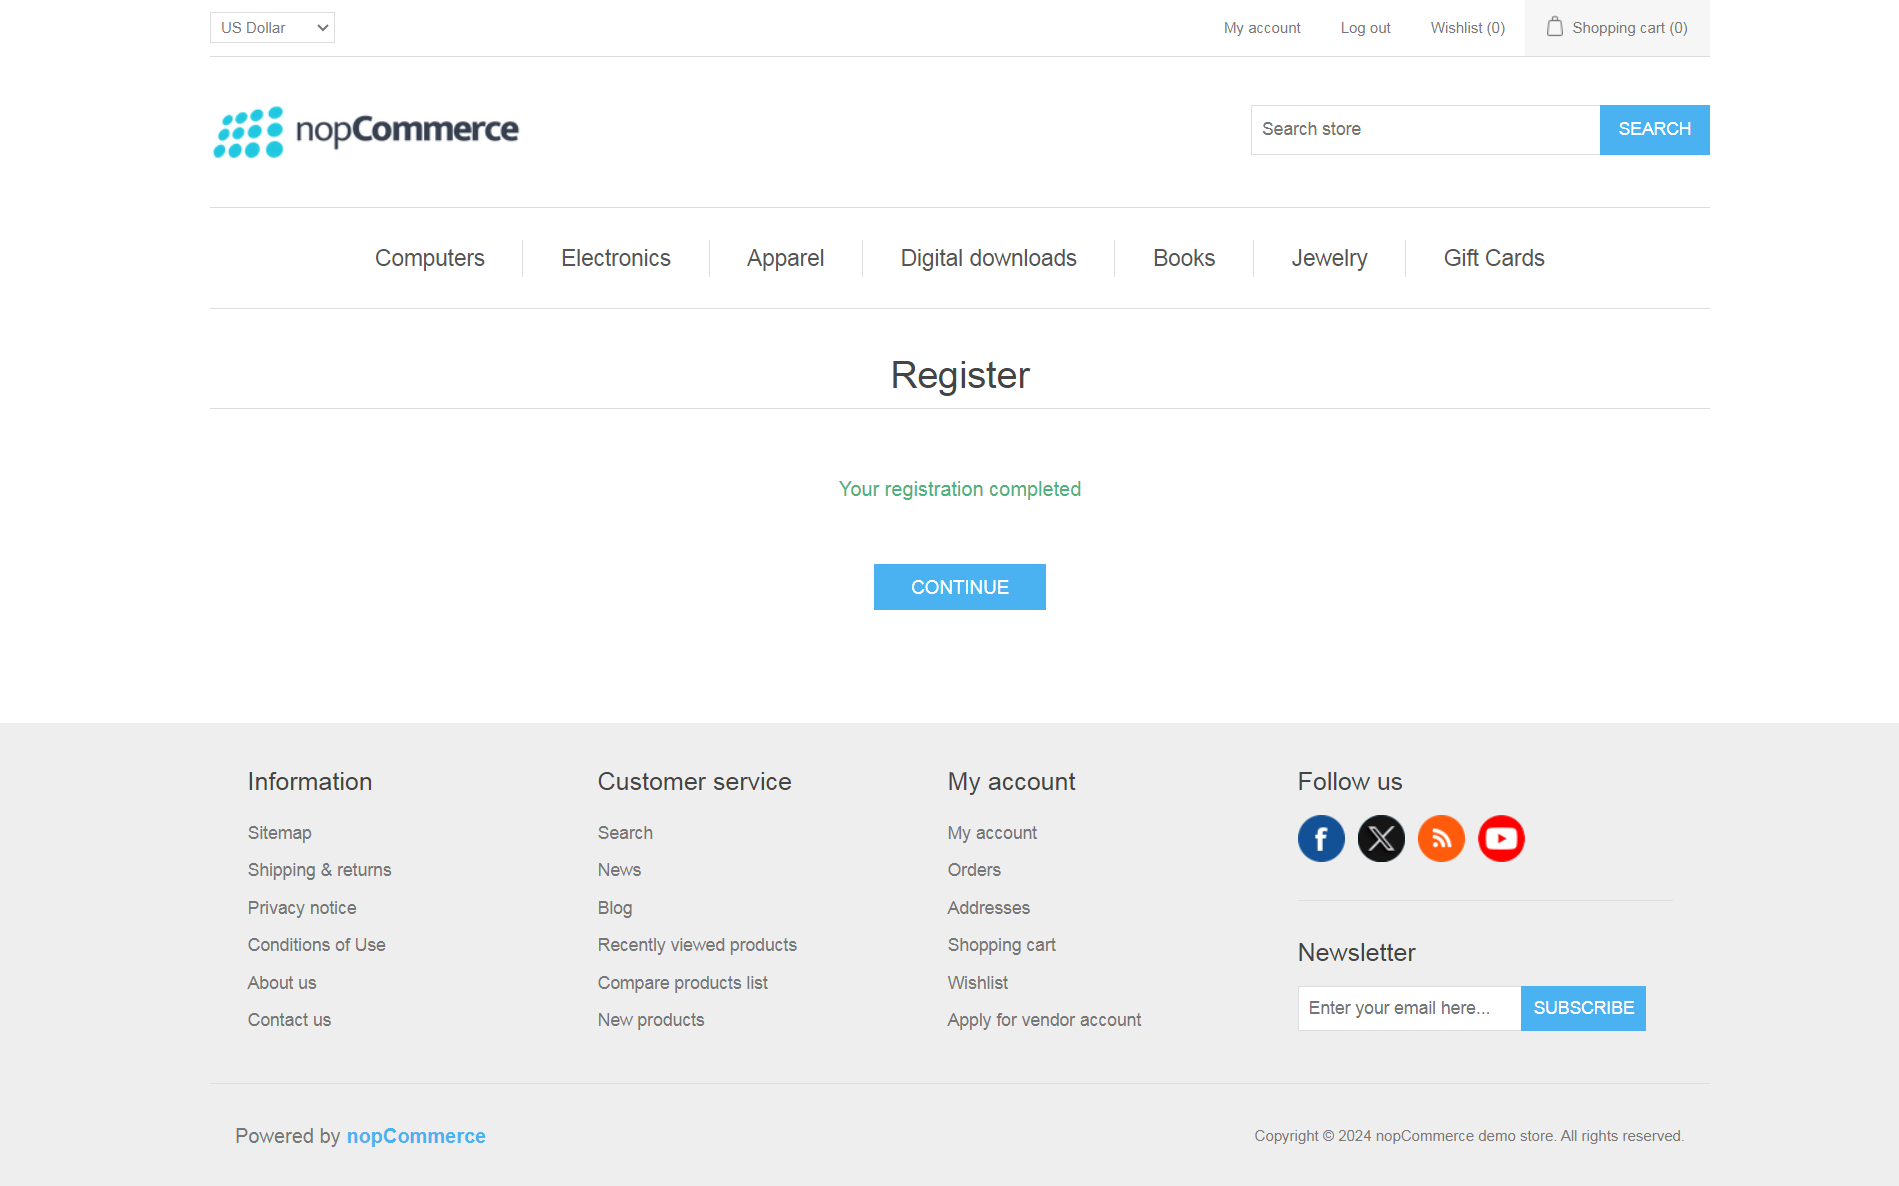 US Dollar
My account
Log out
Wishlist (0)
Shopping cart (0)
nopCommerce
Search store
SEARCH
Computers
Electronics
Apparel
Digital downloads
Books
Jewelry
Gift Cards
Register
Your registration completed
CONTINUE
Information
Sitemap
Shipping & returns
Privacy notice
Conditions of Use
About us
Contact us
Customer service
Search
News
Blog
Recently viewed products
Compare products list
New products
My account
My account
Orders
Addresses
Shopping cart
Wishlist
Apply for vendor account
Follow us
Newsletter
Enter your email here...
SUBSCRIBE
Powered by nopCommerce
Copyright © 2024 nopCommerce demo store. All rights reserved.